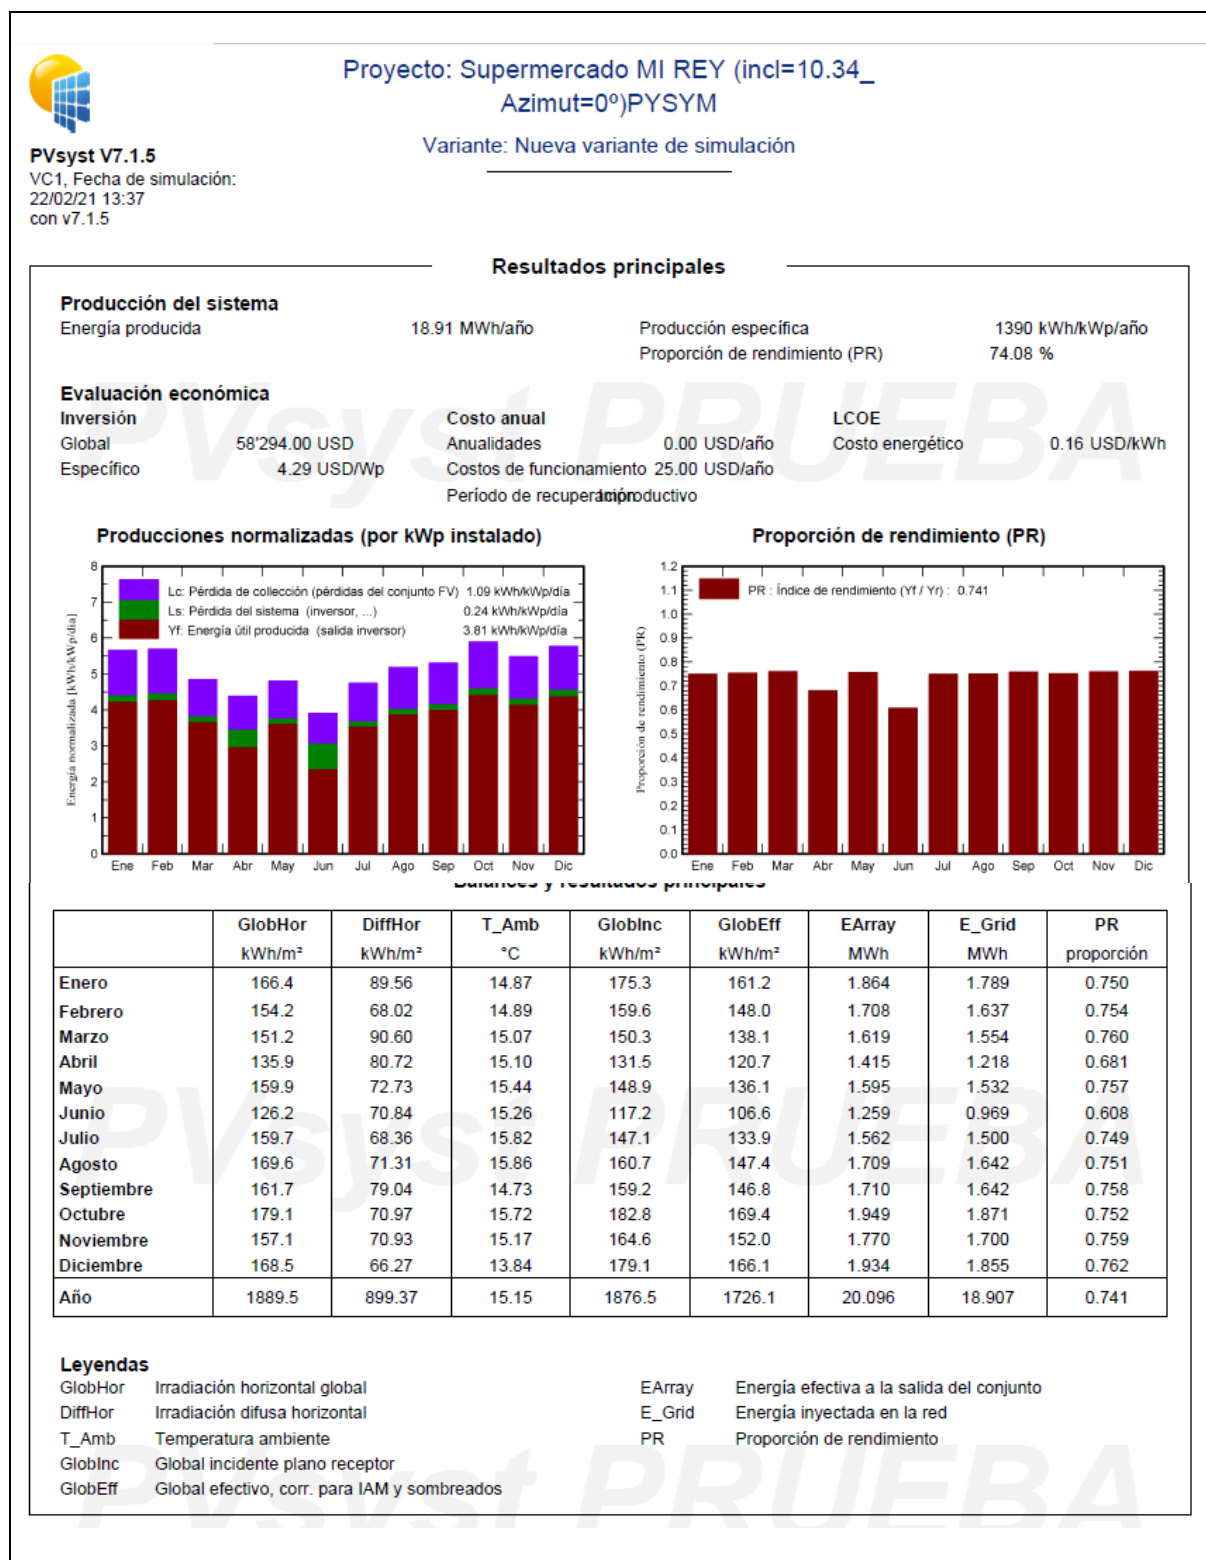 Proyecto: Supermercado MI REY (incl=10.34_
Azimut=0º)PYSYM
Variante: Nueva variante de simulación
PVsyst V7.1.5
VC1, Fecha de simulación:
22/02/21 13:37
con v7.1.5
Resultados principales
Producción del sistema
Energía producida 18.91 MWh/año Producción específica 1390 kWh/kWp/año
Proporción de rendimiento (PR) 74.08 %
Evaluación económica
Inversión Costo anual LCOE
Global 58'294.00 USD Anualidades 0.00 USD/año Costo energético 0.16 USD/kWh
Específico 4.29 USD/Wp Costos de funcionamiento 25.00 USD/año
Período de recuperación Improductivo
PVsyst PRUEBA
Producciones normalizadas (por kWp instalado)
Energía normalizada [kWh/kWp/día]
8
7
6
5
4
3
2
1
0
Lc: Pérdida de collección (pérdidas del conjunto FV) 1.09 kWh/kWp/día
Ls: Pérdida del sistema (inversor, ...) 0.24 kWh/kWp/día
Yf: Energía útil producida (salida inversor) 3.81 kWh/kWp/día
Ene Feb Mar Abr May Jun Jul Ago Sep Oct Nov Dic
Proporción de rendimiento (PR)
Proporción de rendimiento (PR)
1.2
1.1
1.0
0.9
0.8
0.7
0.6
0.5
0.4
0.3
0.2
0.1
0.0
PR : Índice de rendimiento (Yf / Yr) : 0.741
Ene Feb Mar Abr May Jun Jul Ago Sep Oct Nov Dic
Balances y resultados principales
GlobHor DiffHor T_Amb GlobInc GlobEff EArray E_Grid PR
kWh/m² kWh/m² °C kWh/m² kWh/m² MWh MWh proporción
Enero 166.4 89.56 14.87 175.3 161.2 1.864 1.789 0.750
Febrero 154.2 68.02 14.89 159.6 148.0 1.708 1.637 0.754
Marzo 151.2 90.60 15.07 150.3 138.1 1.619 1.554 0.760
Abril 135.9 80.72 15.10 131.5 120.7 1.415 1.218 0.681
Mayo 159.9 72.73 15.44 148.9 136.1 1.595 1.532 0.757
Junio 126.2 70.84 15.26 117.2 106.6 1.259 0.969 0.608
Julio 159.7 68.36 15.82 147.1 133.9 1.562 1.500 0.749
Agosto 169.6 71.31 15.86 160.7 147.4 1.709 1.642 0.751
Septiembre 161.7 79.04 14.73 159.2 146.8 1.710 1.642 0.758
Octubre 179.1 70.97 15.72 182.8 169.4 1.949 1.871 0.752
Noviembre 157.1 70.93 15.17 164.6 152.0 1.770 1.700 0.759
Diciembre 168.5 66.27 13.84 179.1 166.1 1.934 1.855 0.762
Año 1889.5 899.37 15.15 1876.5 1726.1 20.096 18.907 0.741
PVsyst PRUEBA
Leyendas
GlobHor Irradiación horizontal global EArray Energía efectiva a la salida del conjunto
DiffHor Irradiación difusa horizontal E_Grid Energía inyectada en la red
T_Amb Temperatura ambiente PR Proporción de rendimiento
GlobInc Global incidente plano receptor
GlobEff Global efectivo, corr. para IAM y sombreados
PVsyst PRUEBA